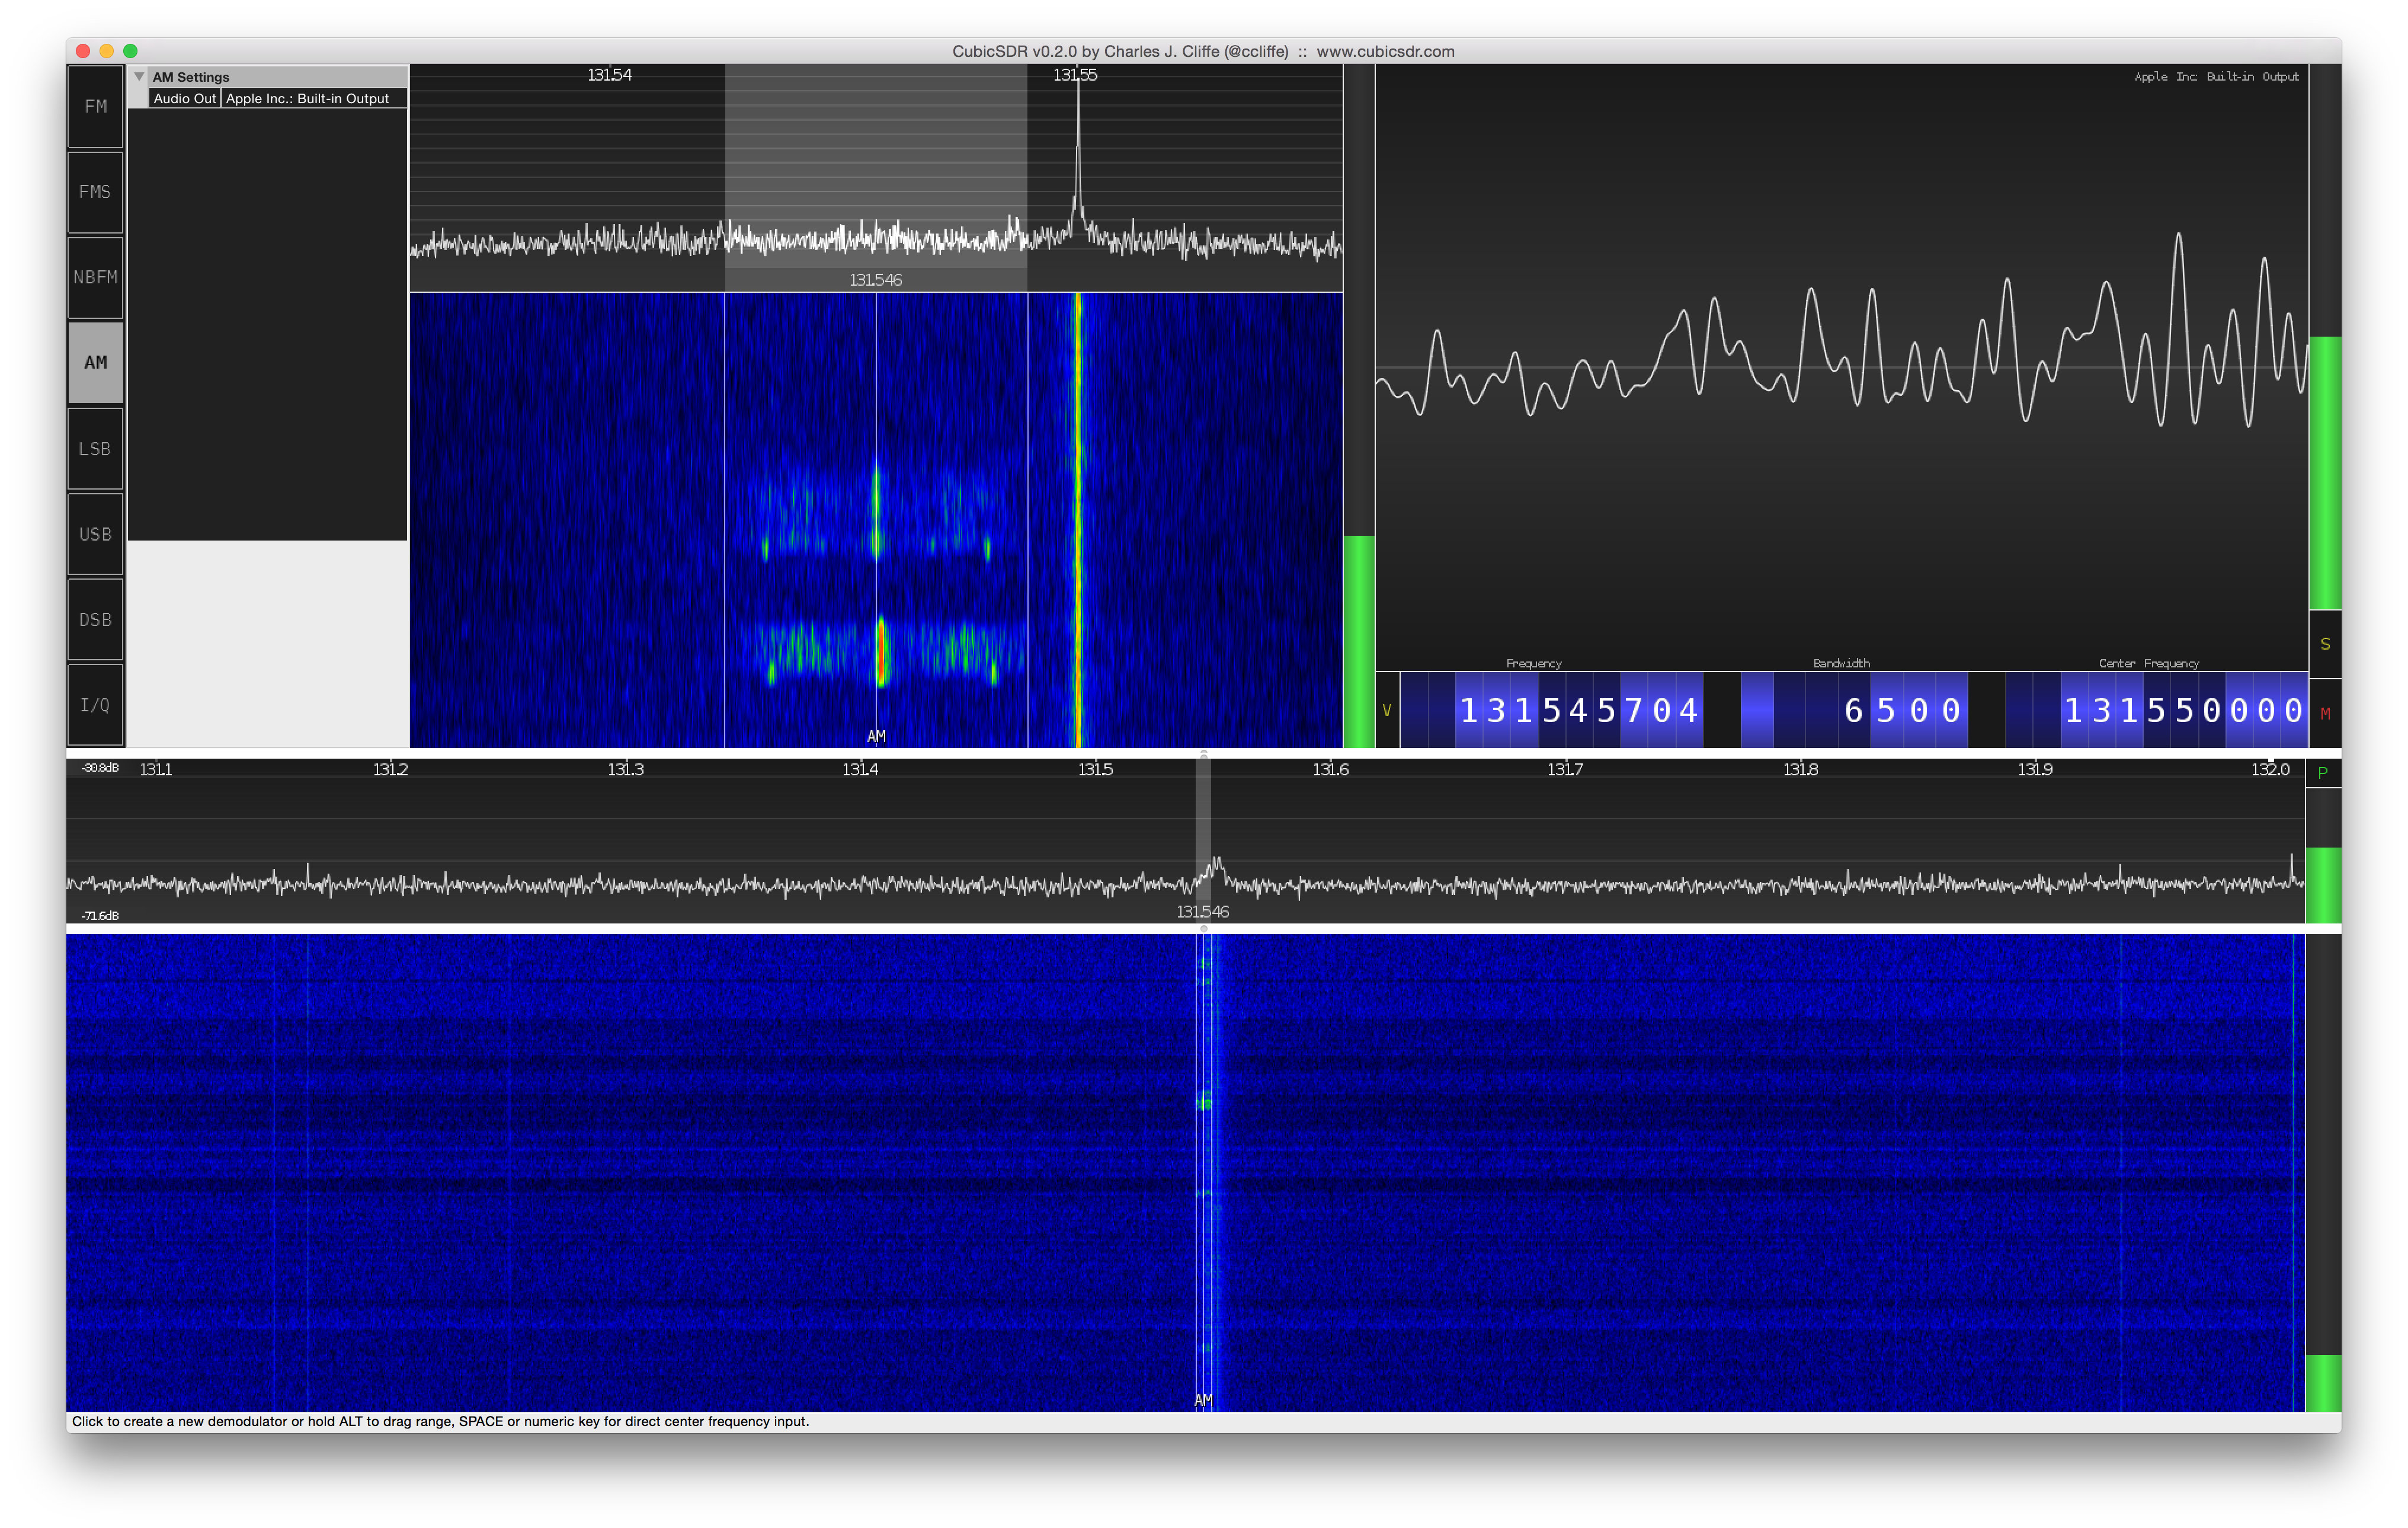 CubicSDR v0.2.0 by Charles J. Cliffe (@ccliffe) :: www.cubicsdr.com
FM
FMS
NBFM
AM
LSB
USB
DSB
I/Q
AM Settings
Audio Out Apple Inc.: Built-in Output
131.54 131.55
131.546
AM
Apple Inc: Built-in Output
Frequency Bandwidth Center Frequency
V 131545704 6500 131550000
S
M
-30.8dB 131.1 131.2 131.3 131.4 131.5 131.6 131.7 131.8 131.9 132.0
P
-71.6dB
131.546
AM
Click to create a new demodulator or hold ALT to drag range, SPACE or numeric key for direct center frequency input.